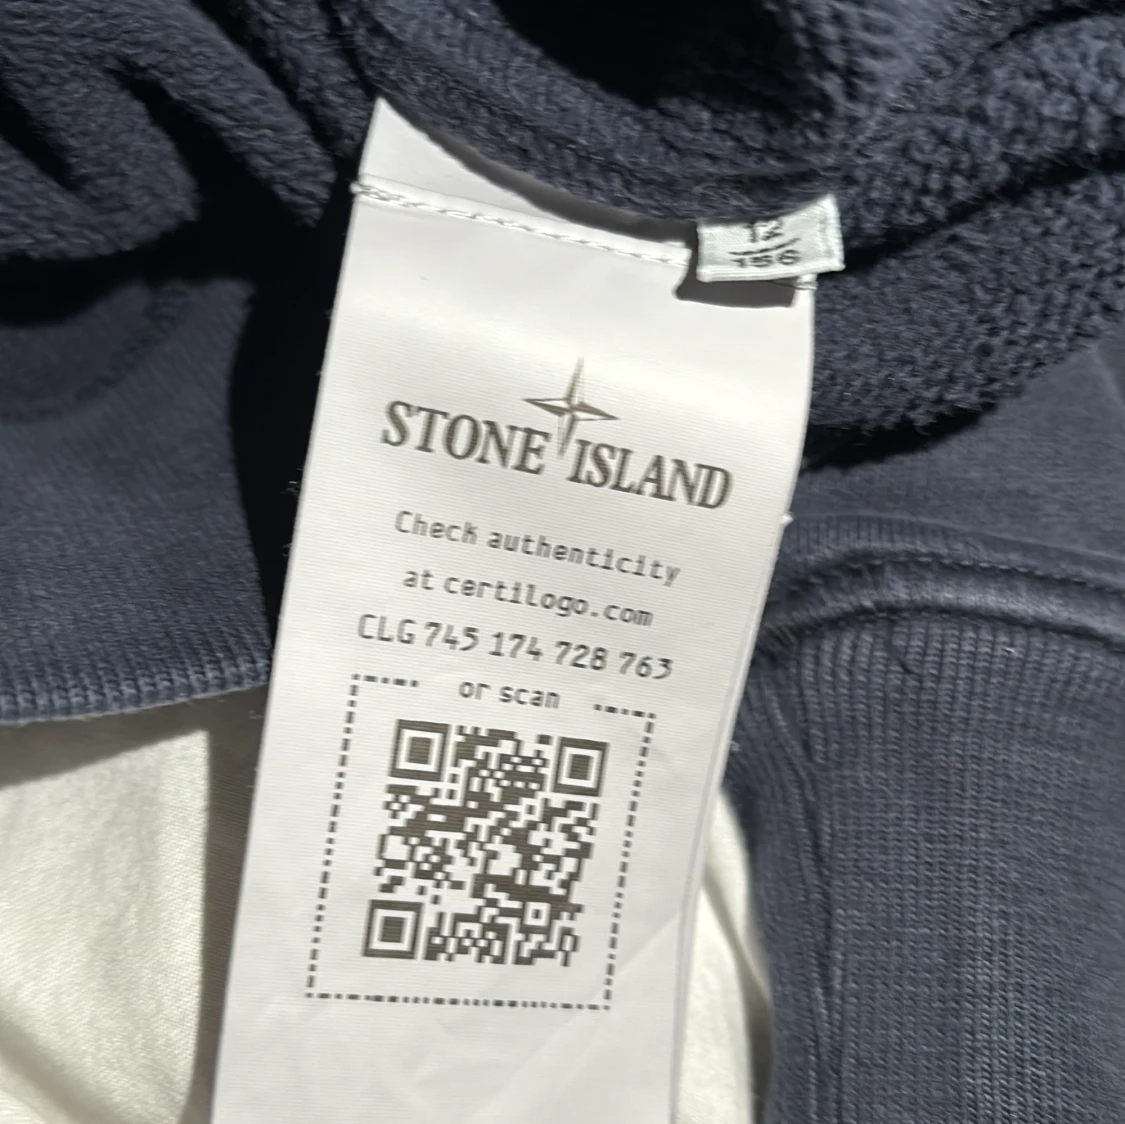 12
156
STONE ISLAND
Check authenticity
at certilogo.com
CLG 745 174 728 763
or scan